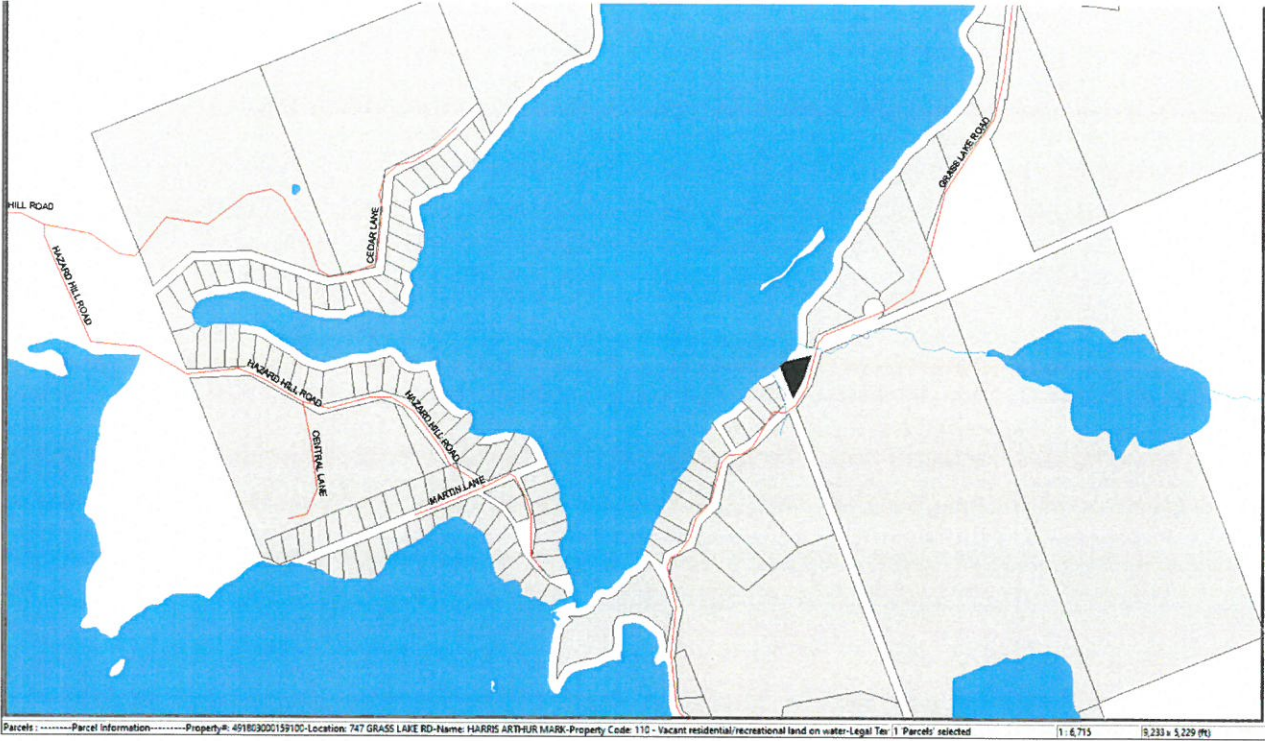 GRASS LAKE ROAD
HILL ROAD
CEDAR LANE
HAZARD HILL ROAD
HAZARD HILL ROAD
HAZARD HILL ROAD
CENTRAL LANE
MARTIN LANE
Parcels : -------Parcel Information----------Property#: 491803000159100-Location: 747 GRASS LAKE RD-Name: HARRIS ARTHUR MARK-Property Code: 110 - Vacant residential/recreational land on water-Legal Tex 1 'Parcels' selected 1 : 6,715 9,233 x 5,229 (ft)